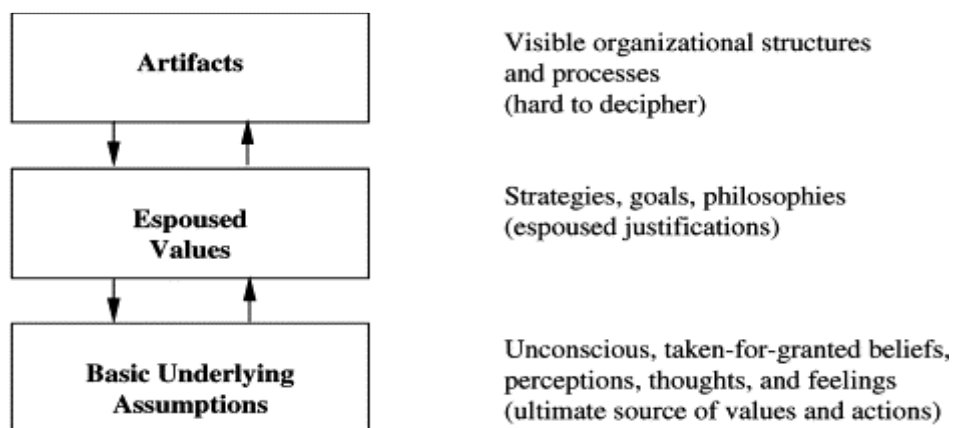 Artifacts
Visible organizational structures
and processes
(hard to decipher)
Espoused
Values
Strategies, goals, philosophies
(espoused justifications)
Basic Underlying
Assumptions
Unconscious, taken-for-granted beliefs,
perceptions, thoughts, and feelings
(ultimate source of values and actions)